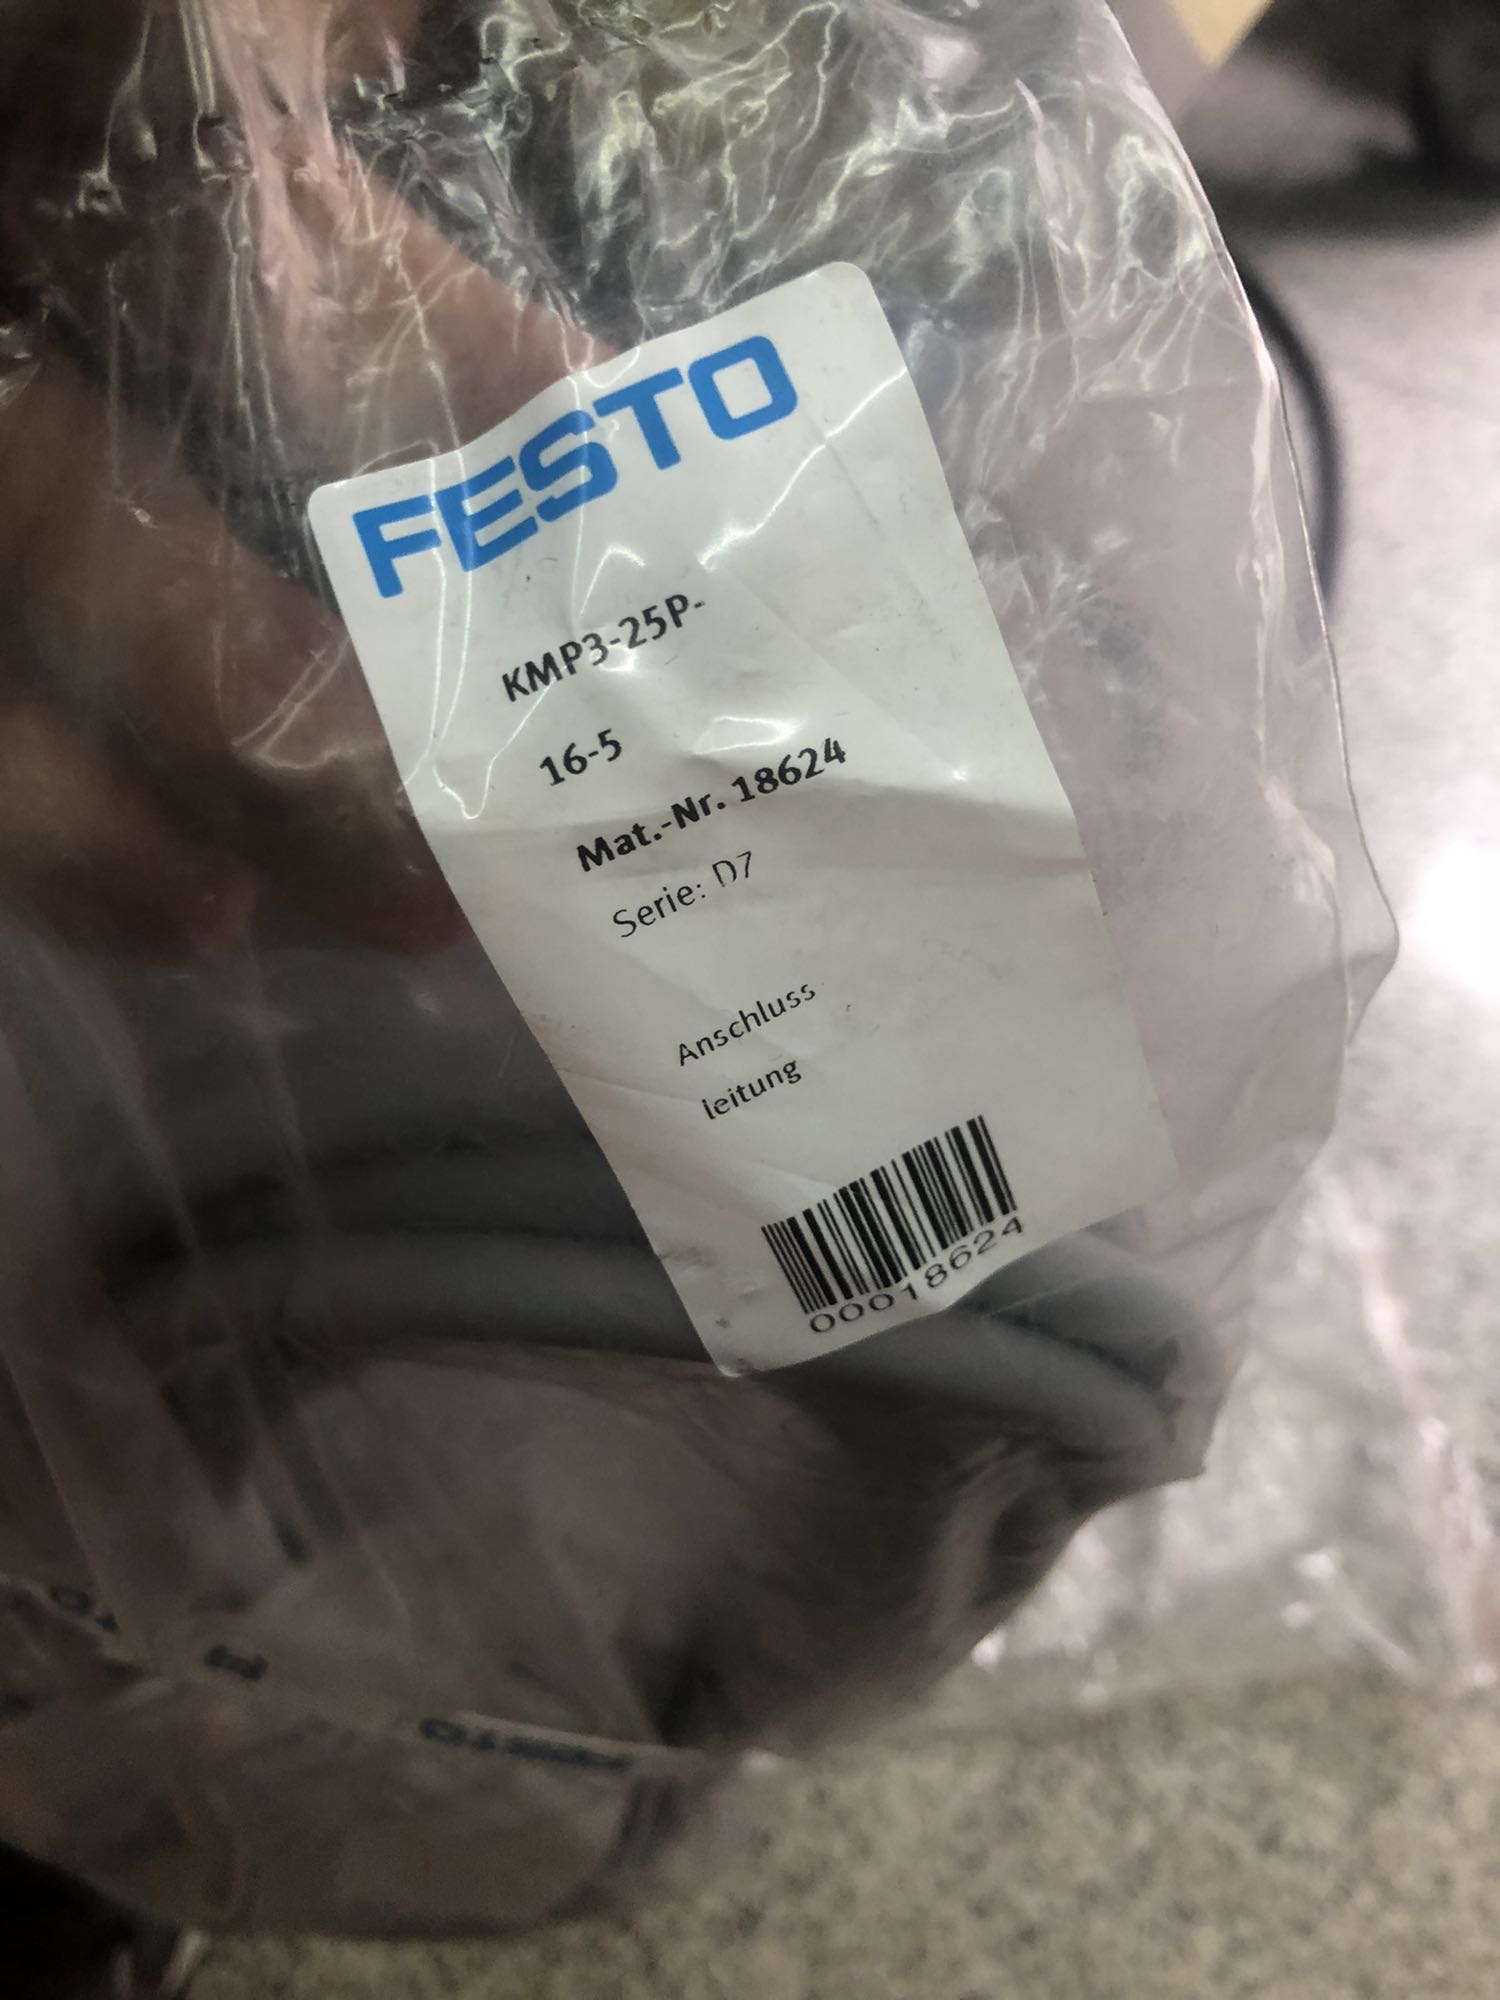 FESTO
KMP3-25P-
16-5
Mat.-Nr. 18624
Serie: D7
Anschluss
leitung
00018624